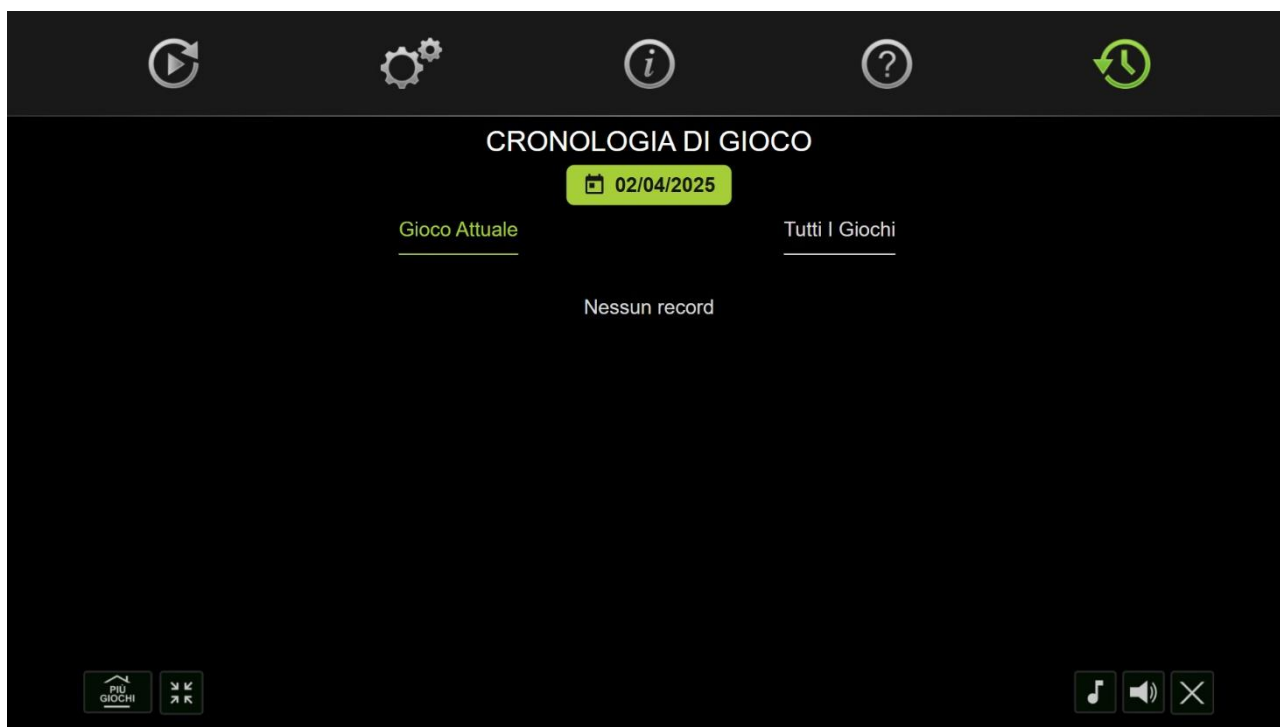 CRONOLOGIA DI GIOCO
02/04/2025
Gioco Attuale
Tutti I Giochi
Nessun record
PIÙ
GIOCHI